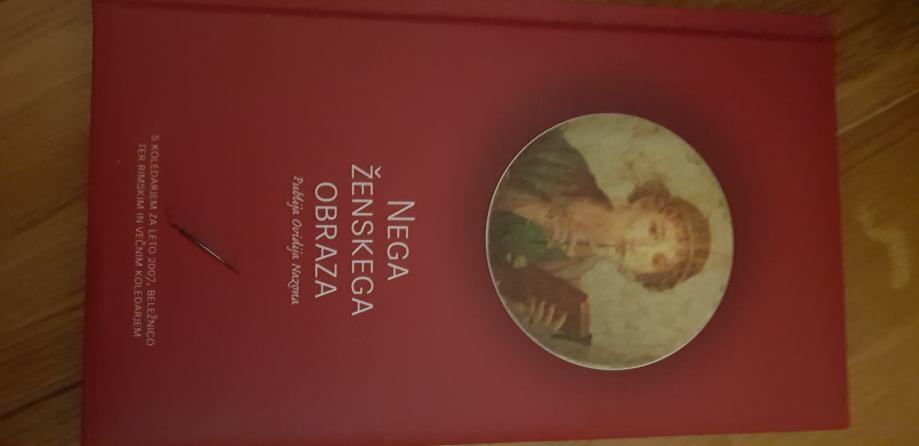 NEGA
ŽENSKEGA
OBRAZA
Publija Ovidija Nazona
S KOLEDARJEM ZA LETO 2007, BELEŽNICO
TER RIMSKIM IN VEČNIM KOLEDARJEM